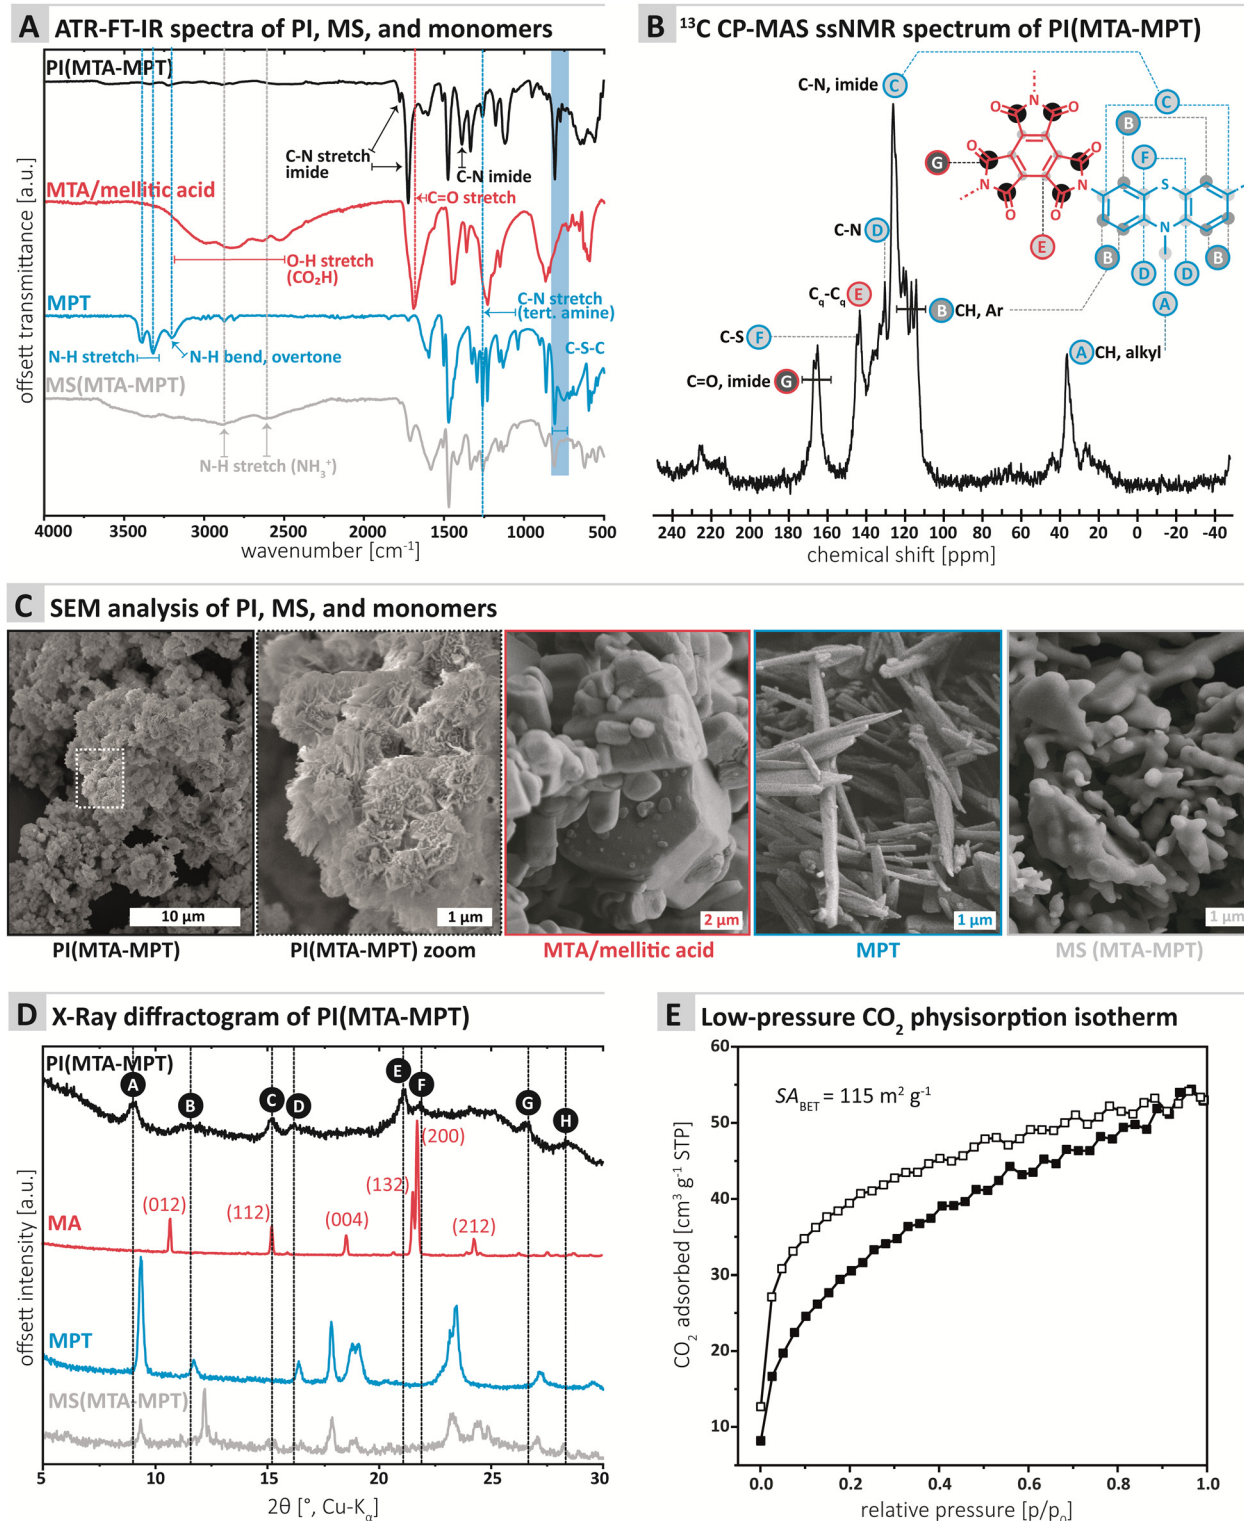 A ATR-FT-IR spectra of PI, MS, and monomers
PI(MTA-MPT)
C-N stretch
imide
C-N imide
MTA/mellitic acid
C=O stretch
O-H stretch
(CO₂H)
MPT
C-N stretch
(tert. amine)
N-H stretch
N-H bend, overtone
C-S-C
MS(MTA-MPT)
N-H stretch (NH₃⁺)
offsett transmittance [a.u.]
4000 3500 3000 2500 2000 1500 1000 500
wavenumber [cm⁻¹]
B ¹³C CP-MAS ssNMR spectrum of PI(MTA-MPT)
C-N, imide C
C-N D
C_q-C_q E
C-S F
C=O, imide G
B CH, Ar
A CH, alkyl
O N O
O O
N N
O O
S
N
G
E
B
C
F
B
B
D
D
B
A
240 220 200 180 160 140 120 100 80 60 40 20 0 -20 -40
chemical shift [ppm]
C SEM analysis of PI, MS, and monomers
10 µm
1 µm
2 µm
1 µm
1 µm
PI(MTA-MPT)
PI(MTA-MPT) zoom
MTA/mellitic acid
MPT
MS (MTA-MPT)
D X-Ray diffractogram of PI(MTA-MPT)
PI(MTA-MPT)
A B C D E F G H
MA
(012)
(112)
(004)
(132)
(200)
(212)
MPT
MS(MTA-MPT)
offsett intensity [a.u.]
5 10 15 20 25 30
2θ [°, Cu-Kα]
E Low-pressure CO₂ physisorption isotherm
SA_BET = 115 m² g⁻¹
60
50
40
30
20
10
CO₂ adsorbed [cm³ g⁻¹ STP]
0.0 0.2 0.4 0.6 0.8 1.0
relative pressure [p/p₀]